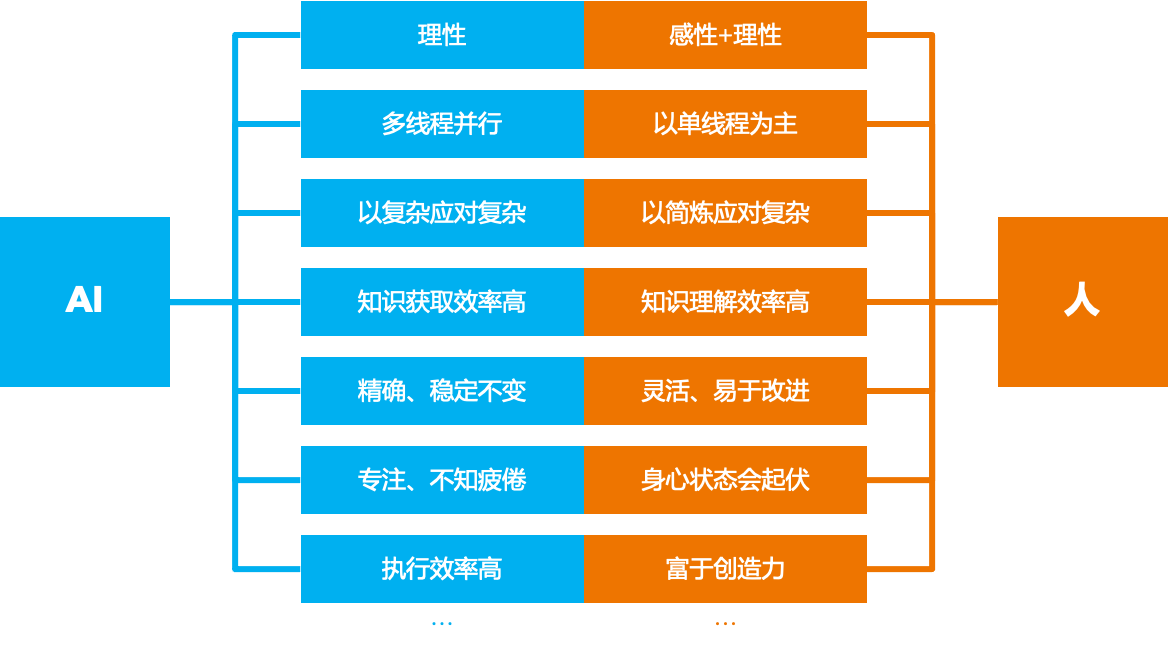 理性
感性+理性
多线程并行
以单线程为主
以复杂应对复杂
以简炼应对复杂
AI
知识获取效率高
知识理解效率高
人
精确、稳定不变
灵活、易于改进
专注、不知疲倦
身心状态会起伏
执行效率高
富于创造力
…
…